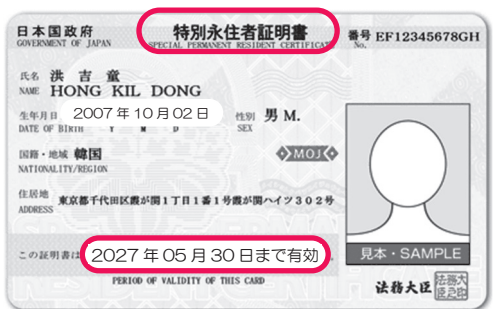 日本国政府 特別永住者証明書 番号 EF12345678GH
GOVERNMENT OF JAPAN SPECIAL PERMANENT RESIDENT CERTIFICATE No.
氏名 洪 吉 童
NAME HONG KIL DONG
生年月日 2007年10月02日 性別 男 M.
DATE OF BIRTH Y M D SEX
国籍・地域 韓国 MOJ
NATIONALITY/REGION
住居地
東京都千代田区霞が関1丁目1番1号霞が関ハイツ302号
ADDRESS
この証明書は 2027年05月30日まで有効
見本・SAMPLE
PERIOD OF VALIDITY OF THIS CARD
法務大臣 法務大臣之印